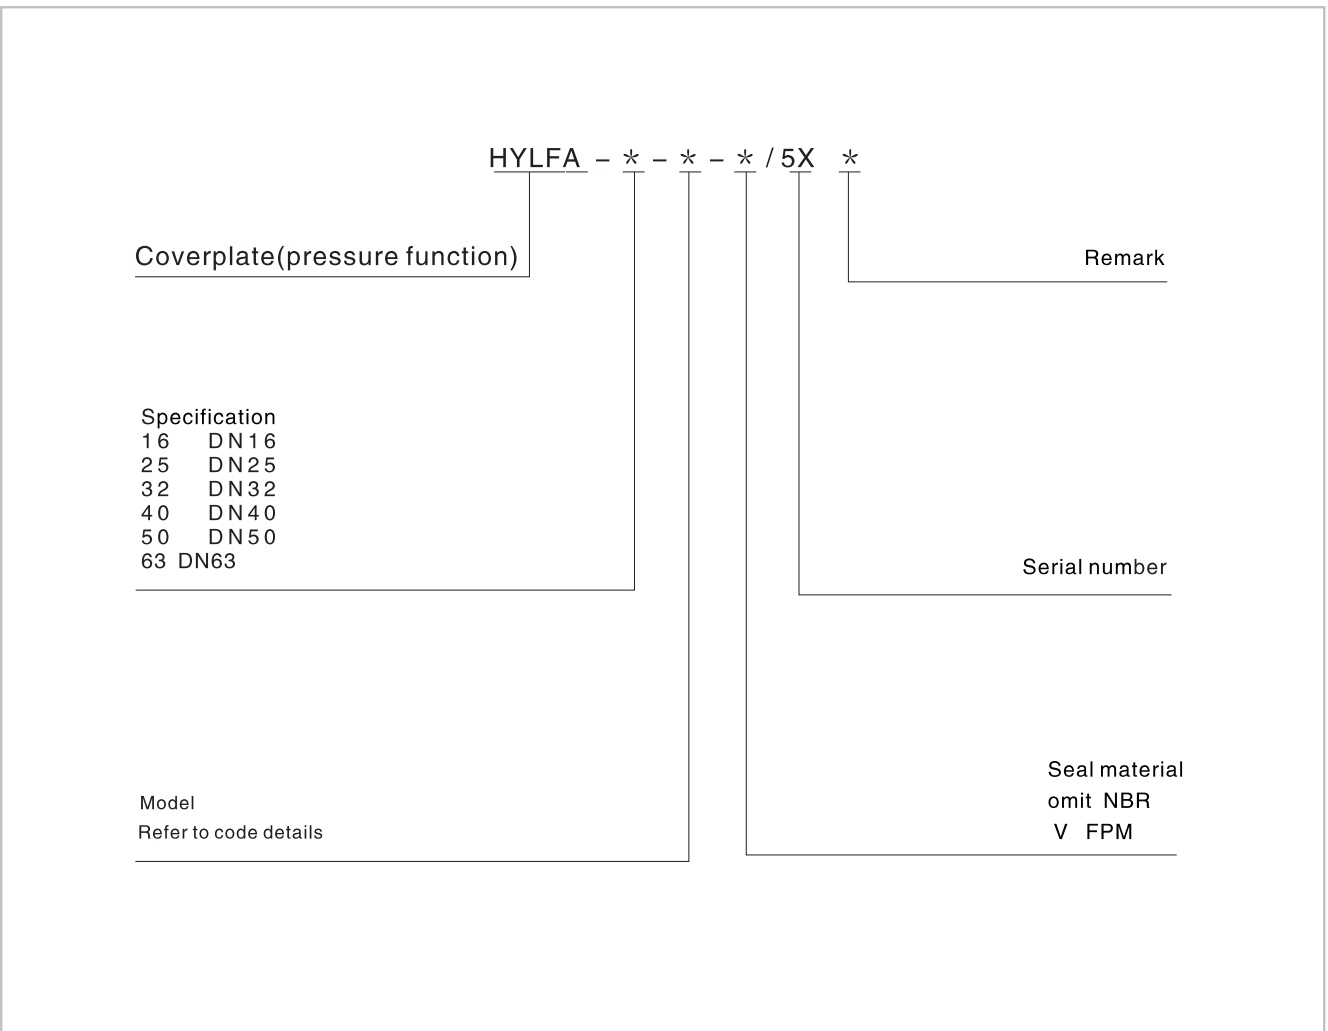 HYLFA - * - * - * / 5X *
Coverplate(pressure function)
Remark
Specification
16 DN16
25 DN25
32 DN32
40 DN40
50 DN50
63 DN63
Serial number
Model
Refer to code details
Seal material
omit NBR
V FPM